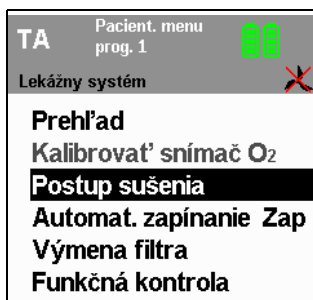 TA
Pacient. menu
prog. 1
Lekážny systém
Prehľad
Kalibrovať snímač O₂
Postup sušenia
Automat. zapínanie Zap
Výmena filtra
Funkčná kontrola